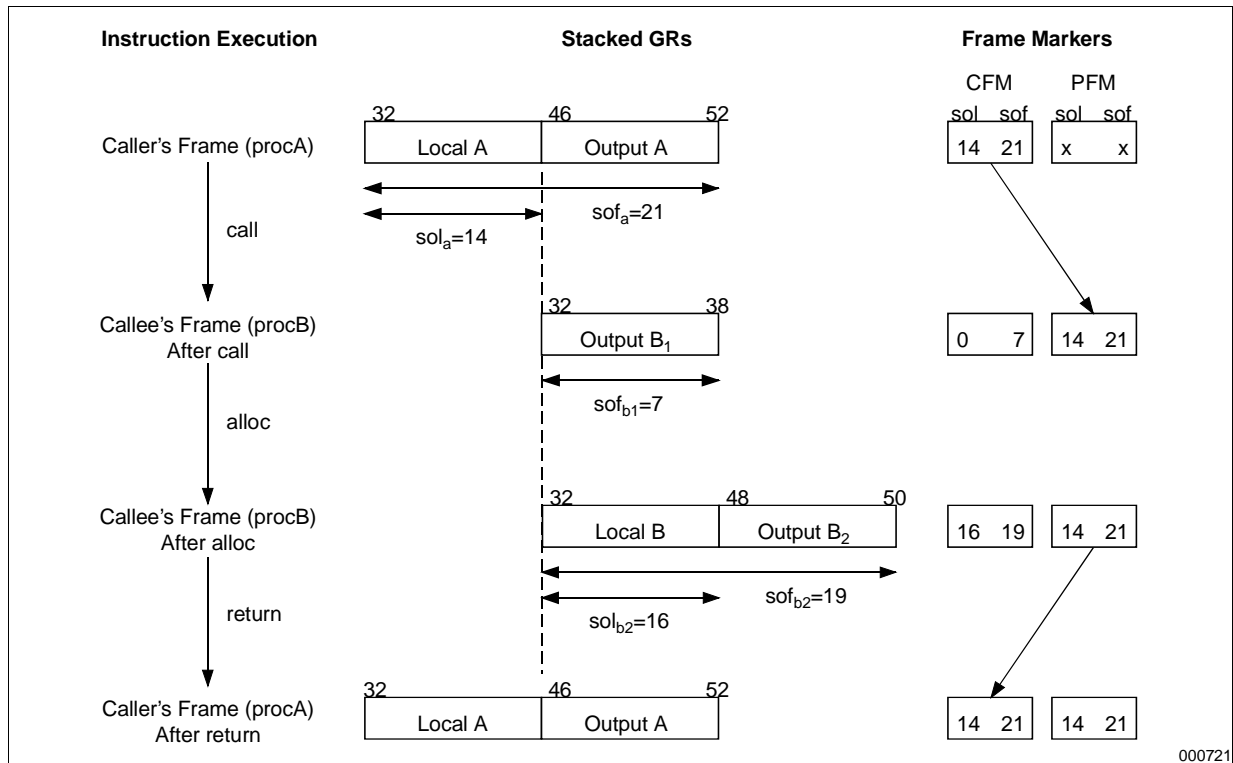 Instruction Execution
Stacked GRs
Frame Markers
CFM PFM
sol sof sol sof
32 46 52
Caller's Frame (procA)
Local A Output A
14 21 x x
sofa=21
sola=14
call
32 38
Callee's Frame (procB)
After call
Output B1
0 7 14 21
sofb1=7
alloc
32 48 50
Callee's Frame (procB)
After alloc
Local B Output B2
16 19 14 21
sofb2=19
solb2=16
return
32 46 52
Caller's Frame (procA)
After return
Local A Output A
14 21 14 21
000721